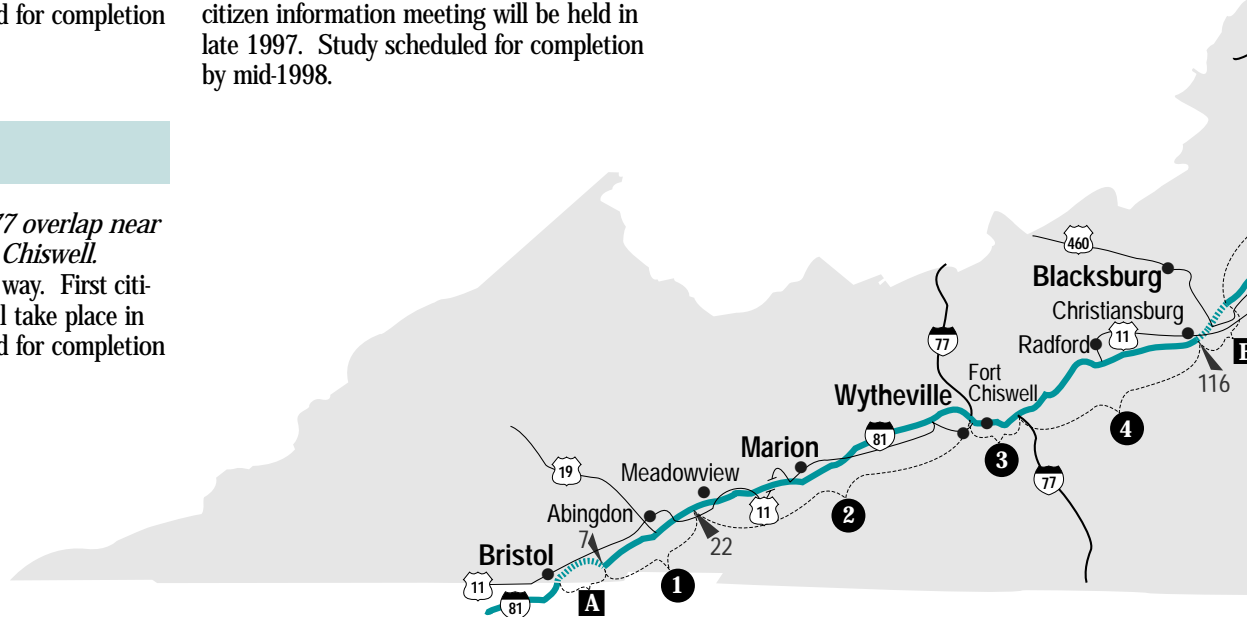 d for completion
77 overlap near
Chiswell.
way. First citi-
l take place in
d for completion
citizen information meeting will be held in
late 1997. Study scheduled for completion
by mid-1998.
460
Blacksburg
Christiansburg
11
Radford
77
Fort
Chiswell
116
Wytheville
4
81
3
Marion
77
19
Meadowview
11
2
Abingdon
7
22
Bristol
1
11
81
A